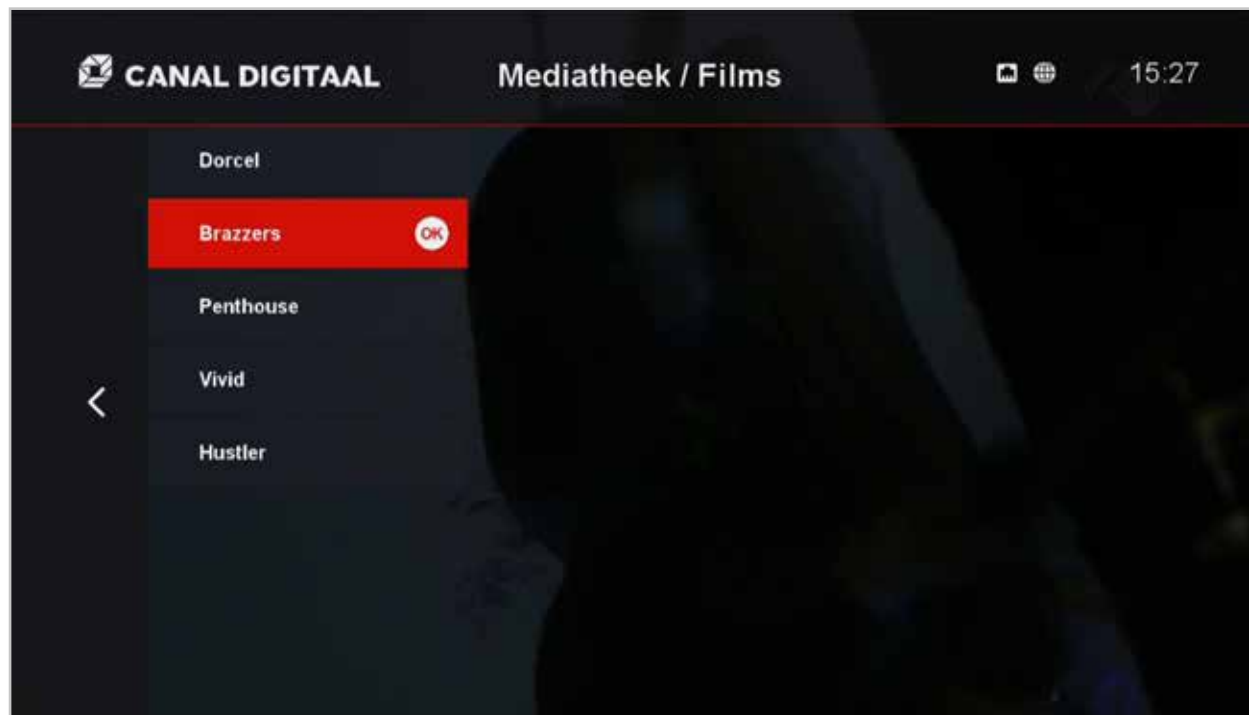 CANAL DIGITAAL
Mediatheek / Films
15:27
Dorcel
Brazzers
OK
Penthouse
Vivid
Hustler